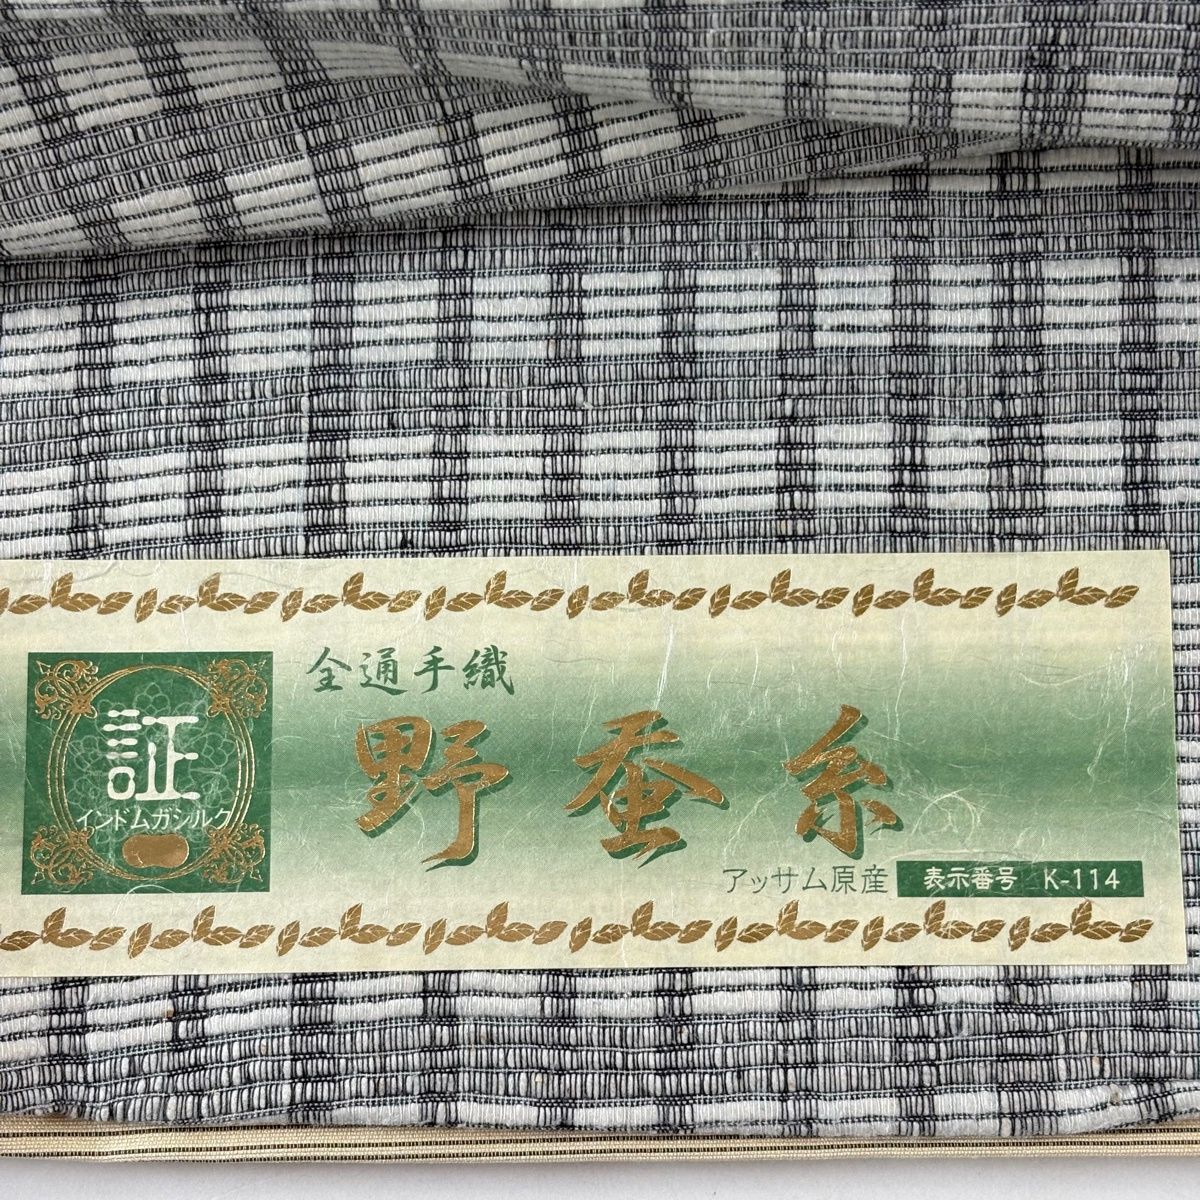 証
インドムガシルク
全通手織
野蚕糸
アッサム原産
表示番号 K-114